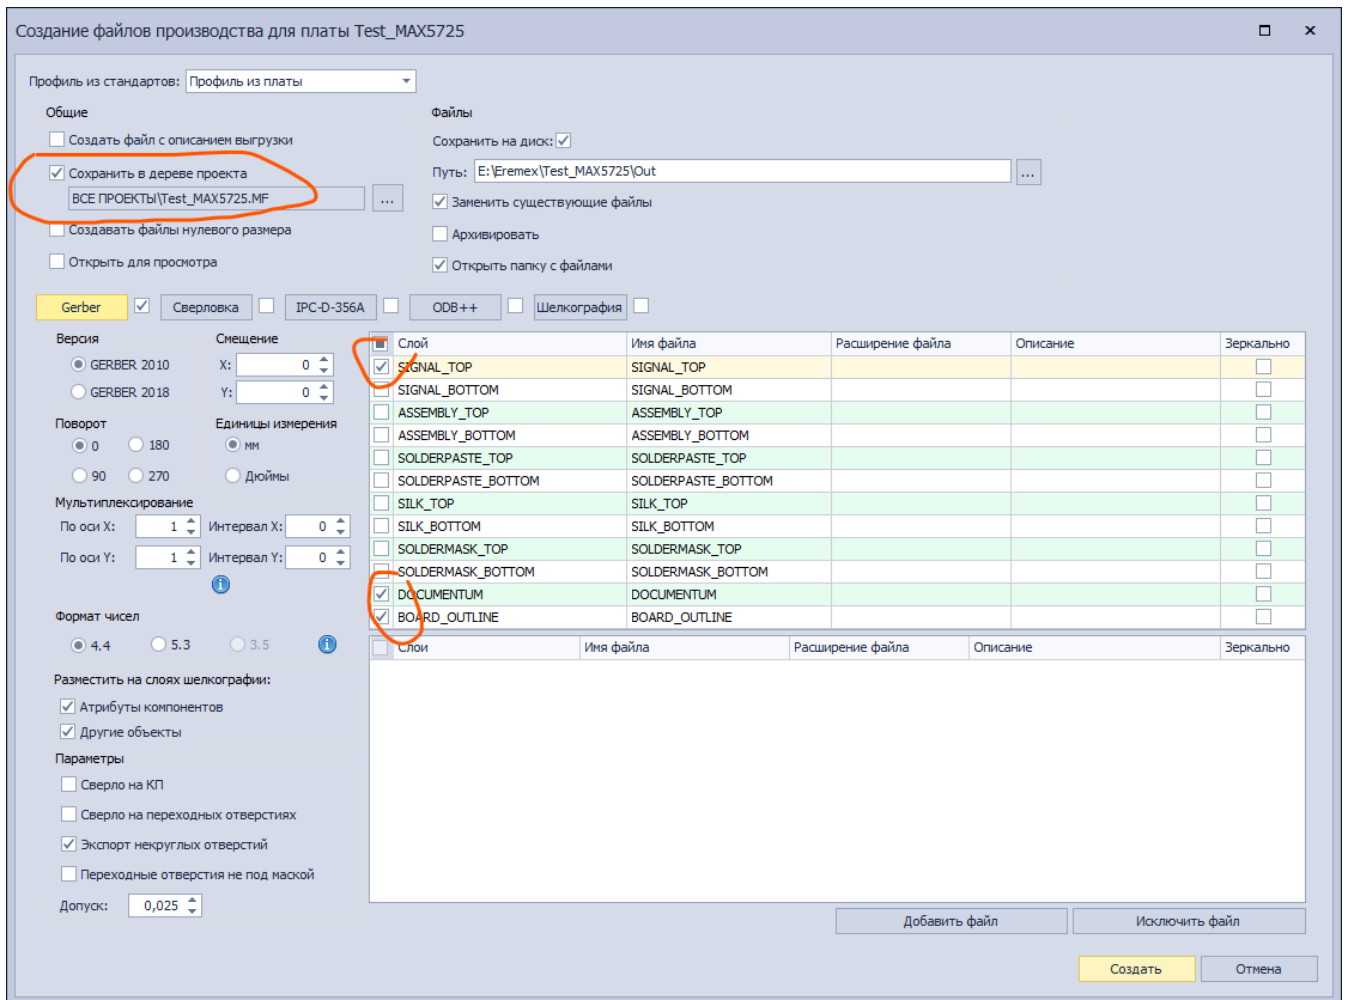 Создание файлов производства для платы Test_MAX5725
Профиль из стандартов: Профиль из платы
Общие
Файлы
Создать файл с описанием выгрузки
Сохранить на диск:
Сохранить в дереве проекта
Путь: E:\Eremex\Test_MAX5725\Out ...
ВСЕ ПРОЕКТЫ\Test_MAX5725.MF ...
Заменить существующие файлы
Создавать файлы нулевого размера
Архивировать
Открыть для просмотра
Открыть папку с файлами
Gerber Сверловка IPC-D-356A ODB++ Шелкография
Версия Смещение
GERBER 2010 X: 0
GERBER 2018 Y: 0
Поворот Единицы измерения
0 180 мм
90 270 Дюймы
Мультиплексирование
По оси X: 1 Интервал X: 0
По оси Y: 1 Интервал Y: 0
Формат чисел
4.4 5.3 3.5
Разместить на слоях шелкографии:
Атрибуты компонентов
Другие объекты
Параметры
Сверло на КП
Сверло на переходных отверстиях
Экспорт некруглых отверстий
Переходные отверстия не под маской
Допуск: 0,025
Слой Имя файла Расширение файла Описание Зеркально
SIGNAL_TOP SIGNAL_TOP
SIGNAL_BOTTOM SIGNAL_BOTTOM
ASSEMBLY_TOP ASSEMBLY_TOP
ASSEMBLY_BOTTOM ASSEMBLY_BOTTOM
SOLDERPASTE_TOP SOLDERPASTE_TOP
SOLDERPASTE_BOTTOM SOLDERPASTE_BOTTOM
SILK_TOP SILK_TOP
SILK_BOTTOM SILK_BOTTOM
SOLDERMASK_TOP SOLDERMASK_TOP
SOLDERMASK_BOTTOM SOLDERMASK_BOTTOM
DOCUMENTUM DOCUMENTUM
BOARD_OUTLINE BOARD_OUTLINE
Слои Имя файла Расширение файла Описание Зеркально
Добавить файл Исключить файл
Создать Отмена